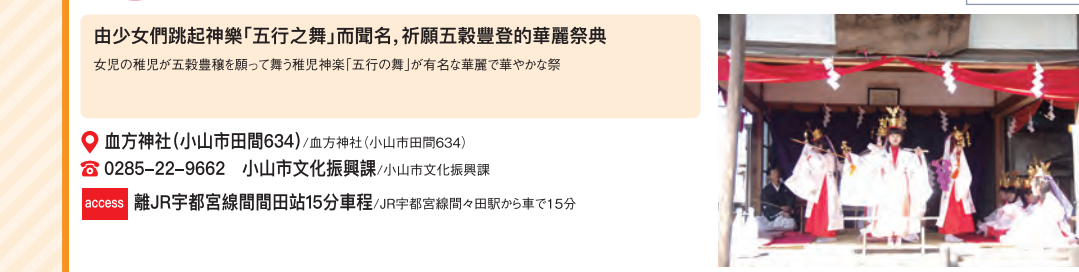 由少女們跳起神樂「五行之舞」而聞名，祈願五穀豐登的華麗祭典
女児の稚児が五穀豊穣を願って舞う稚児神楽「五行の舞」が有名な華麗で華やかな祭
血方神社（小山市田間634）/血方神社（小山市田間634）
0285-22-9662　小山市文化振興課/小山市文化振興課
access 離JR宇都宮線間間田站15分車程/JR宇都宮線間々田駅から車で15分